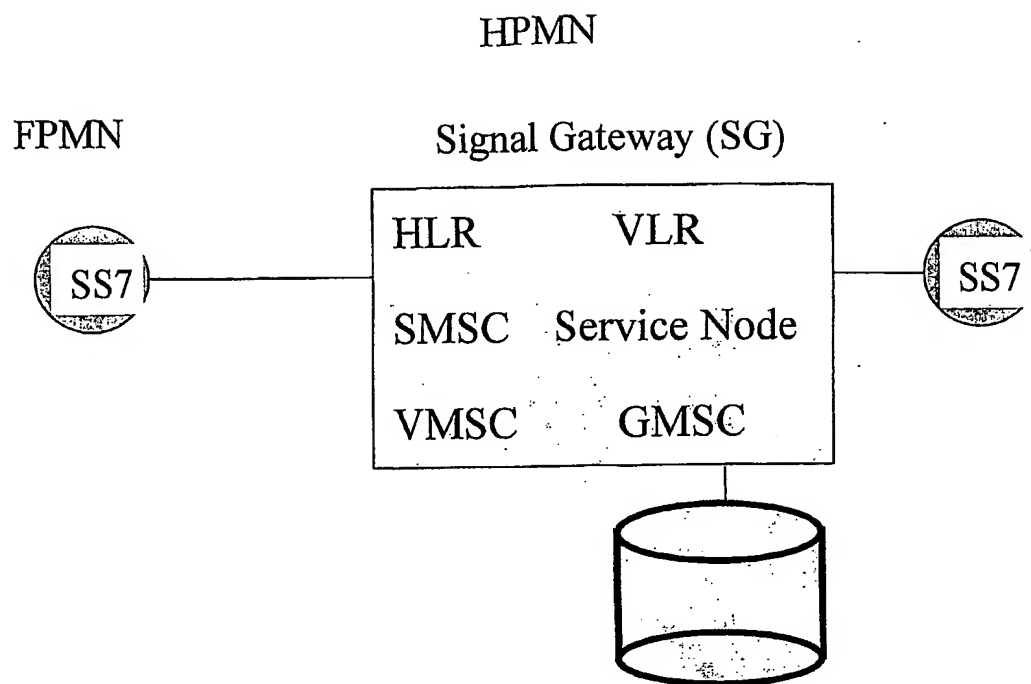 HPMN
FPMN
Signal Gateway (SG)
HLR VLR
SS7
SS7
SMSC Service Node
VMSC GMSC